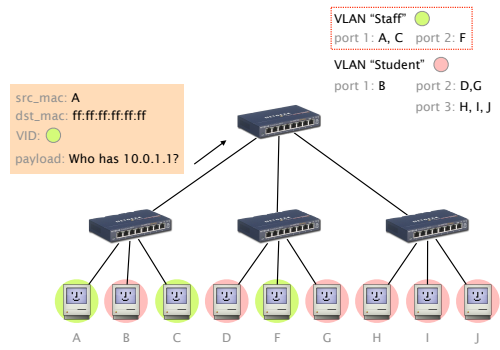 VLAN “Staff”
port 1: A, C port 2: F
VLAN “Student”
port 1: B port 2: D,G
port 3: H, I, J
src_mac: A
dst_mac: ff:ff:ff:ff:ff:ff
VID:
payload: Who has 10.0.1.1?
A B C D F G H I J